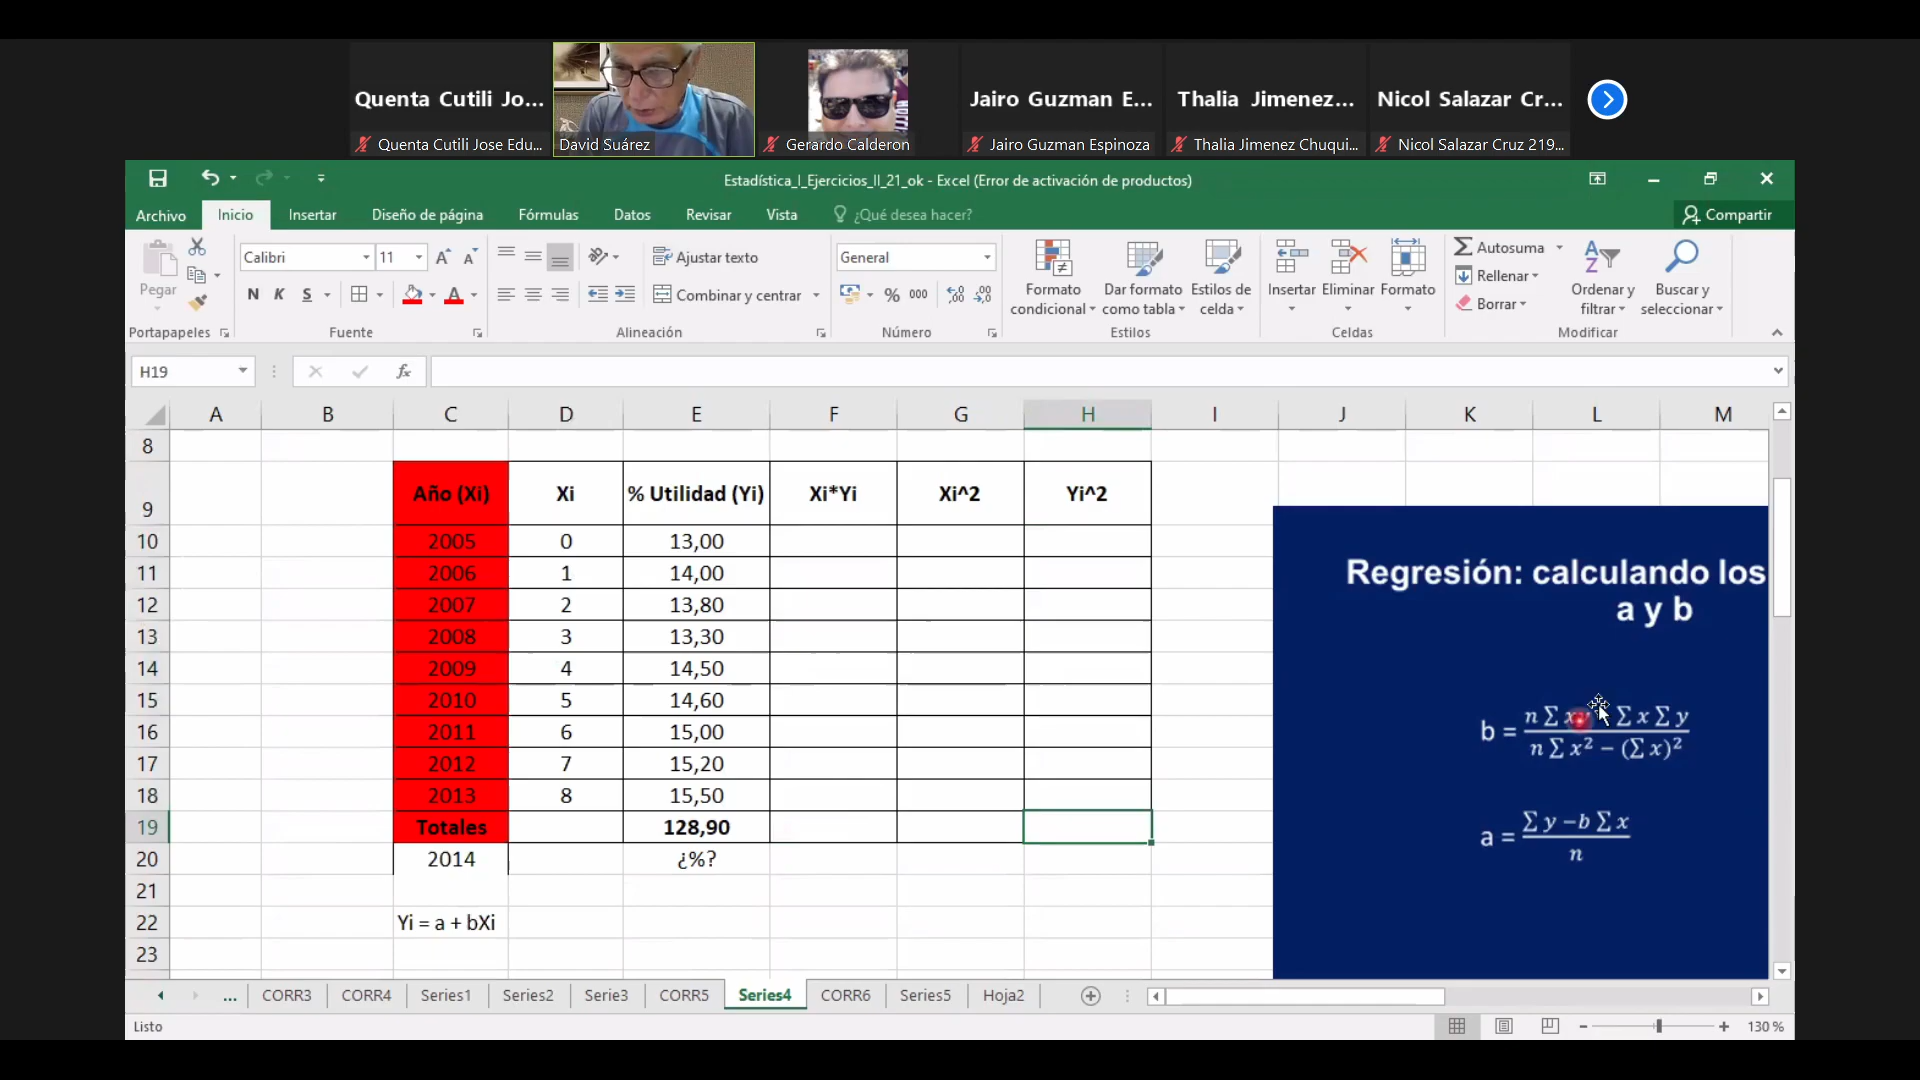 Quenta Cutili Jo...
Jairo Guzman E...
Thalia Jimenez...
Nicol Salazar Cr...
Quenta Cutili Jose Edu...
David Suárez
Gerardo Calderon
Jairo Guzman Espinoza
Thalia Jimenez Chuqui...
Nicol Salazar Cruz 219...
Estadística_I_Ejercicios_II_21_ok - Excel (Error de activación de productos)
Archivo Inicio Insertar Diseño de página Fórmulas Datos Revisar Vista ¿Qué desea hacer? Compartir
Pegar
Portapapeles
Calibri 11
N K S
Fuente
Ajustar texto
Combinar y centrar
Alineación
General
% 000
Número
Formato condicional
Dar formato como tabla
Estilos de celda
Estilos
Insertar Eliminar Formato
Celdas
Autosuma
Rellenar
Borrar
Ordenar y filtrar
Buscar y seleccionar
Modificar
H19 fx
A B C D E F G H I J K L M
8
9 Año (Xi) Xi % Utilidad (Yi) Xi*Yi Xi^2 Yi^2
10 2005 0 13,00
11 2006 1 14,00
12 2007 2 13,80
13 2008 3 13,30
14 2009 4 14,50
15 2010 5 14,60
16 2011 6 15,00
17 2012 7 15,20
18 2013 8 15,50
19 Totales 128,90
20 2014 ¿%?
21
22 Yi = a + bXi
23
Regresión: calculando los
a y b
b = n ∑ xy ∑ x ∑ y
n ∑ x² − (∑ x)²
a = ∑ y − b ∑ x
n
... CORR3 CORR4 Series1 Series2 Serie3 CORR5 Series4 CORR6 Series5 Hoja2
Listo
130 %